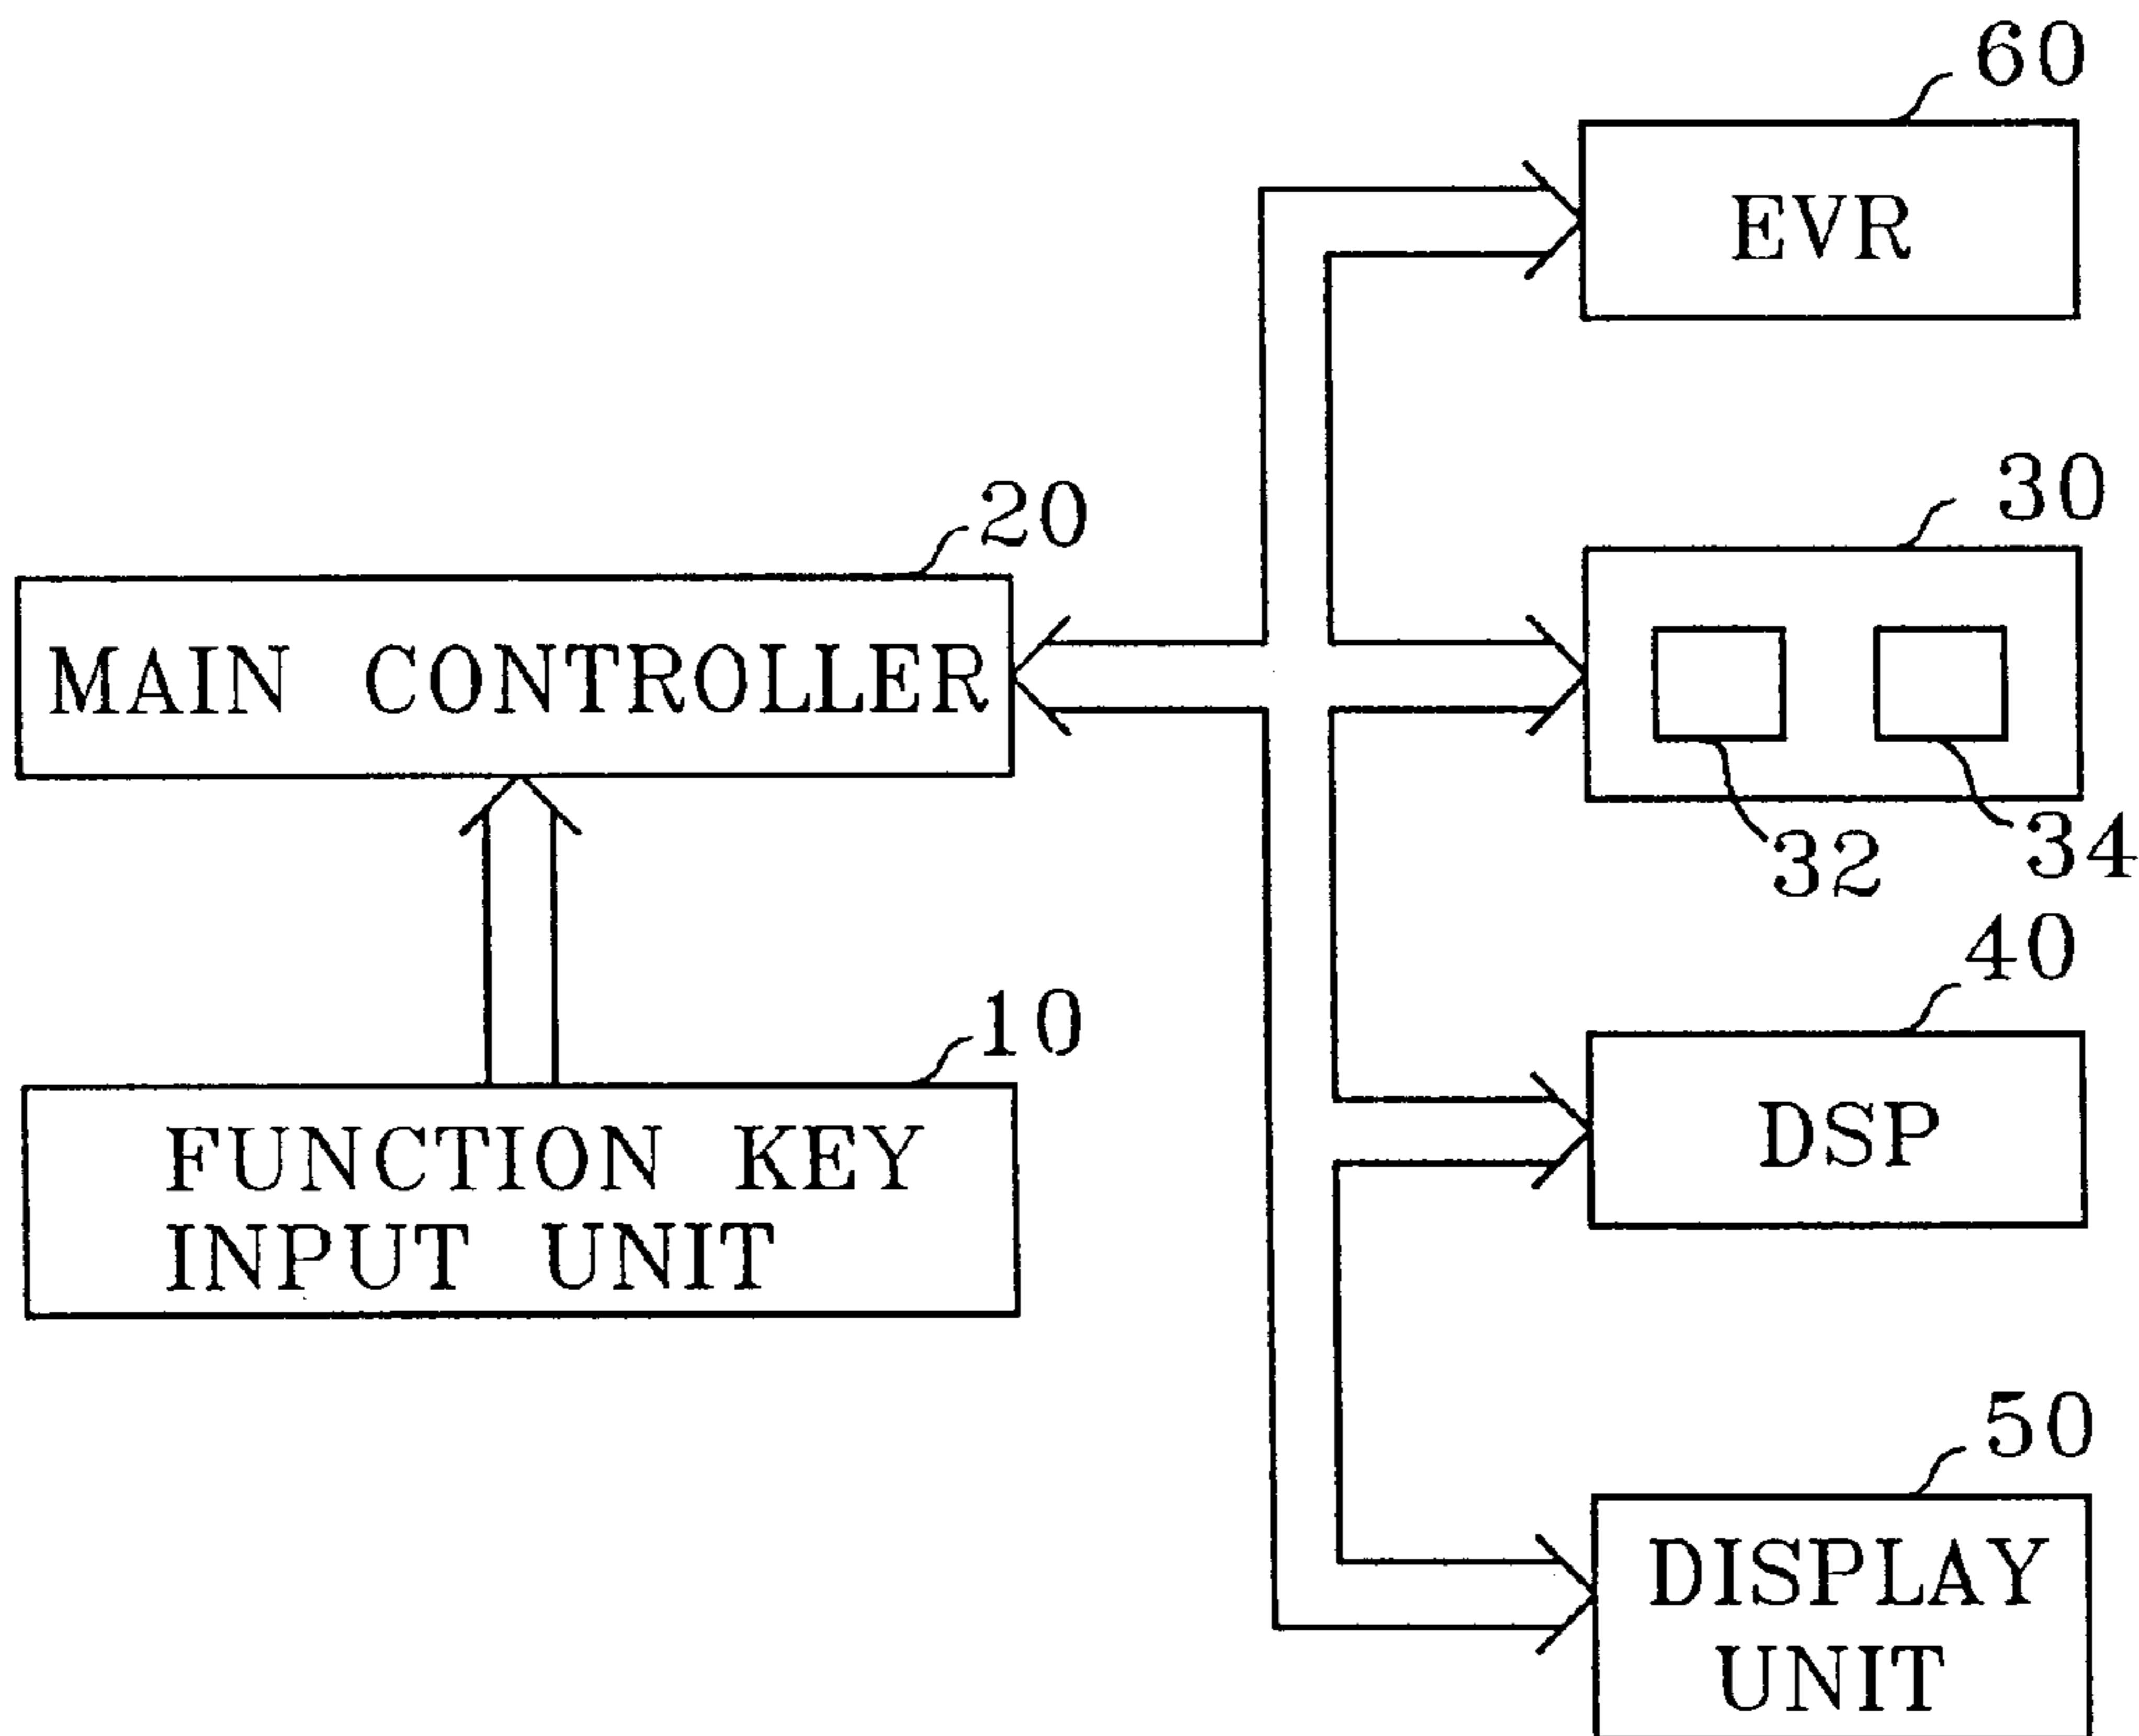 60
EVR
20
30
MAIN CONTROLLER
32
34
40
10
DSP
FUNCTION KEY
INPUT UNIT
50
DISPLAY
UNIT